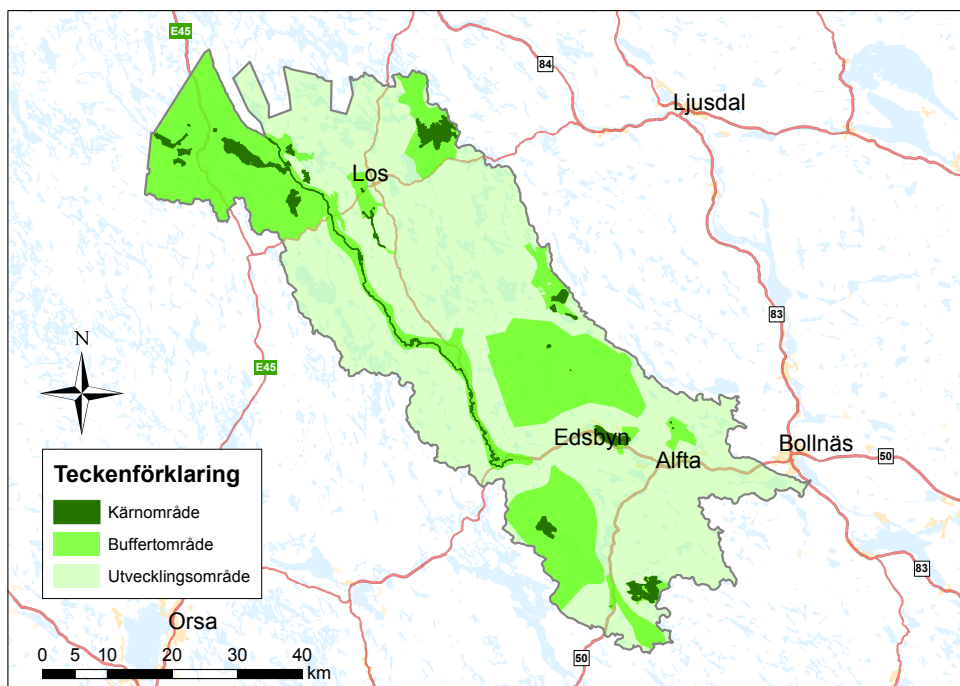 E45
84
Ljusdal
Los
83
N
E45
Edsbyn
Alfta
Bollnäs
50
Teckenförklaring
Kärnområde
Buffertområde
Utvecklingsområde
83
Orsa
50
0 5 10 20 30 40
km